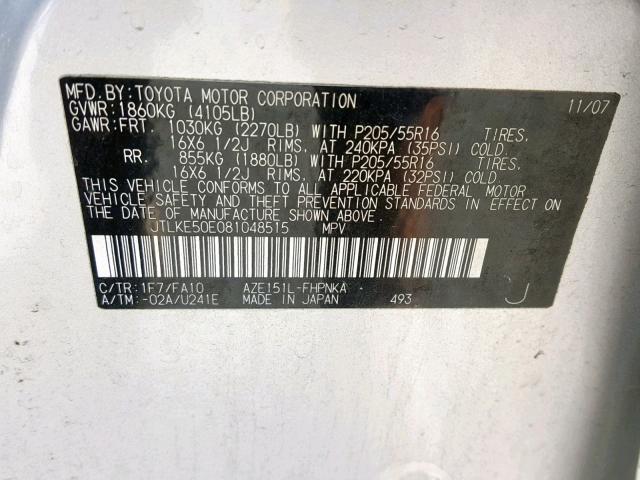 MFD.BY:TOYOTA MOTOR CORPORATION 11/07
GVWR:1860KG (4105LB)
GAWR:FRT. 1030KG (2270LB) WITH P205/55R16 TIRES.
16X6 1/2J RIMS. AT 240KPA (35PSI) COLD.
RR. 855KG (1880LB) WITH P205/55R16 TIRES.
16X6 1/2J RIMS. AT 220KPA (32PSI) COLD.
THIS VEHICLE CONFORMS TO ALL APPLICABLE FEDERAL MOTOR
VEHICLE SAFETY AND THEFT PREVENTION STANDARDS IN EFFECT ON
THE DATE OF MANUFACTURE SHOWN ABOVE.
JTLKE50E081048515 MPV
C/TR:1F7/FA10 AZE151L-FHPNKA
A/TM:-02A/U241E MADE IN JAPAN 493 J